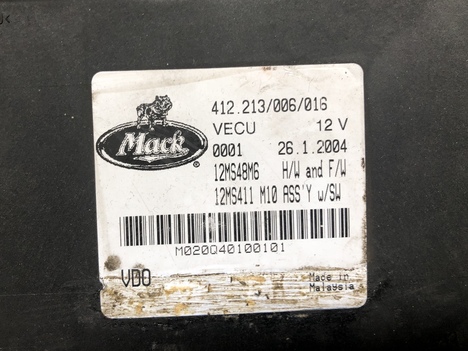 412.213/006/016
VECU 12 V
0001 26.1.2004
12MS48M6 H/W and F/W
12MS411 M10 ASS'Y w/SW
Mack®
M020Q40100101
VDO
Made in
Malaysia